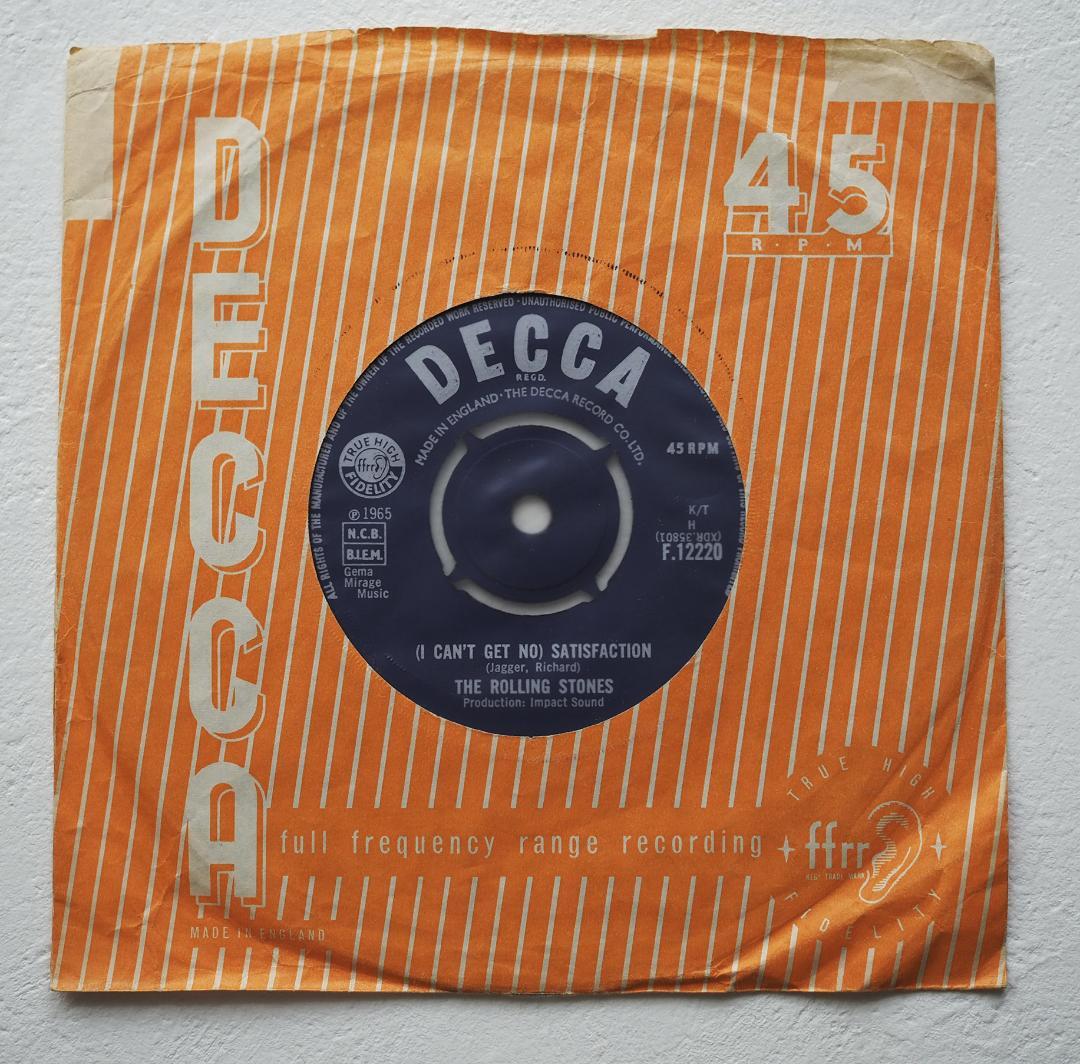 DECCA
45
R·P·M
ALL RIGHTS OF THE MANUFACTURER AND OF THE OWNER OF THE RECORDED WORK RESERVED · UNAUTHORISED PUBLIC PERFORMANCE
DECCA
REGD.
MADE IN ENGLAND · THE DECCA RECORD CO. LTD.
TRUE HIGH
ffrr
FIDELITY
45 RPM
℗ 1965
N.C.B.
B.I.E.M.
Gema
Mirage
Music
K/T
H
(XDR.35801)
F.12220
(I CAN'T GET NO) SATISFACTION
(Jagger, Richard)
THE ROLLING STONES
Production: Impact Sound
TRUE HIGH
full frequency range recording
ffrr
REGD TRADE MARK
FIDELITY
MADE IN ENGLAND